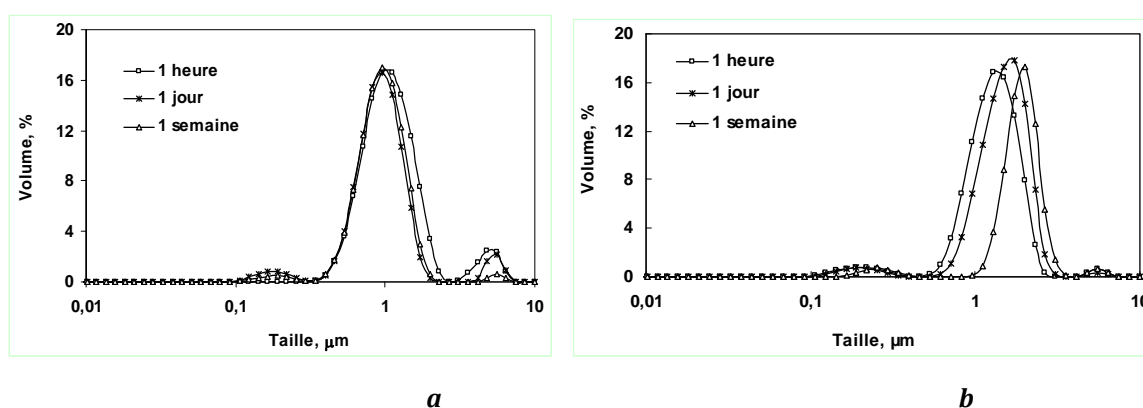 20
16
12
8
4
0
Volume, %
1 heure
1 jour
1 semaine
0,01
0,1
1
10
Taille, µm
a
20
16
12
8
4
0
Volume, %
1 heure
1 jour
1 semaine
0,01
0,1
1
10
Taille, µm
b